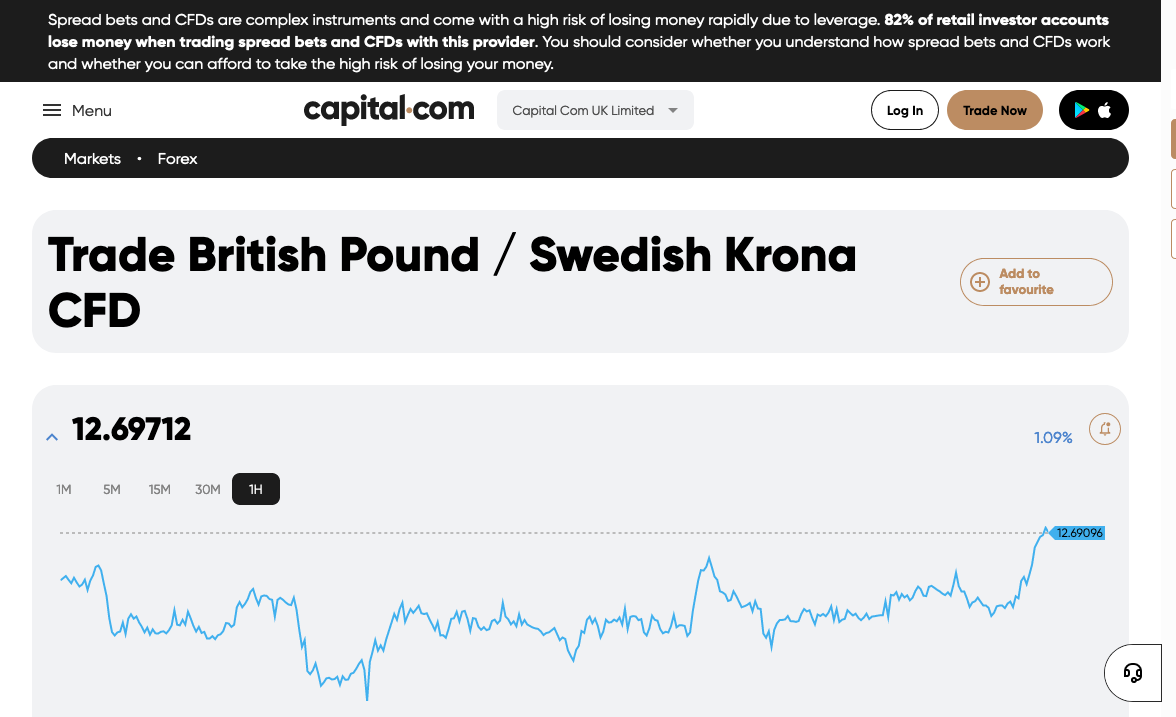 Spread bets and CFDs are complex instruments and come with a high risk of losing money rapidly due to leverage. 82% of retail investor accounts
lose money when trading spread bets and CFDs with this provider. You should consider whether you understand how spread bets and CFDs work
and whether you can afford to take the high risk of losing your money.
Menu
capital.com
Capital Com UK Limited
Log In
Trade Now
Markets • Forex
Trade British Pound / Swedish Krona
CFD
Add to
favourite
12.69712
1.09%
1M 5M 15M 30M 1H
12.69096